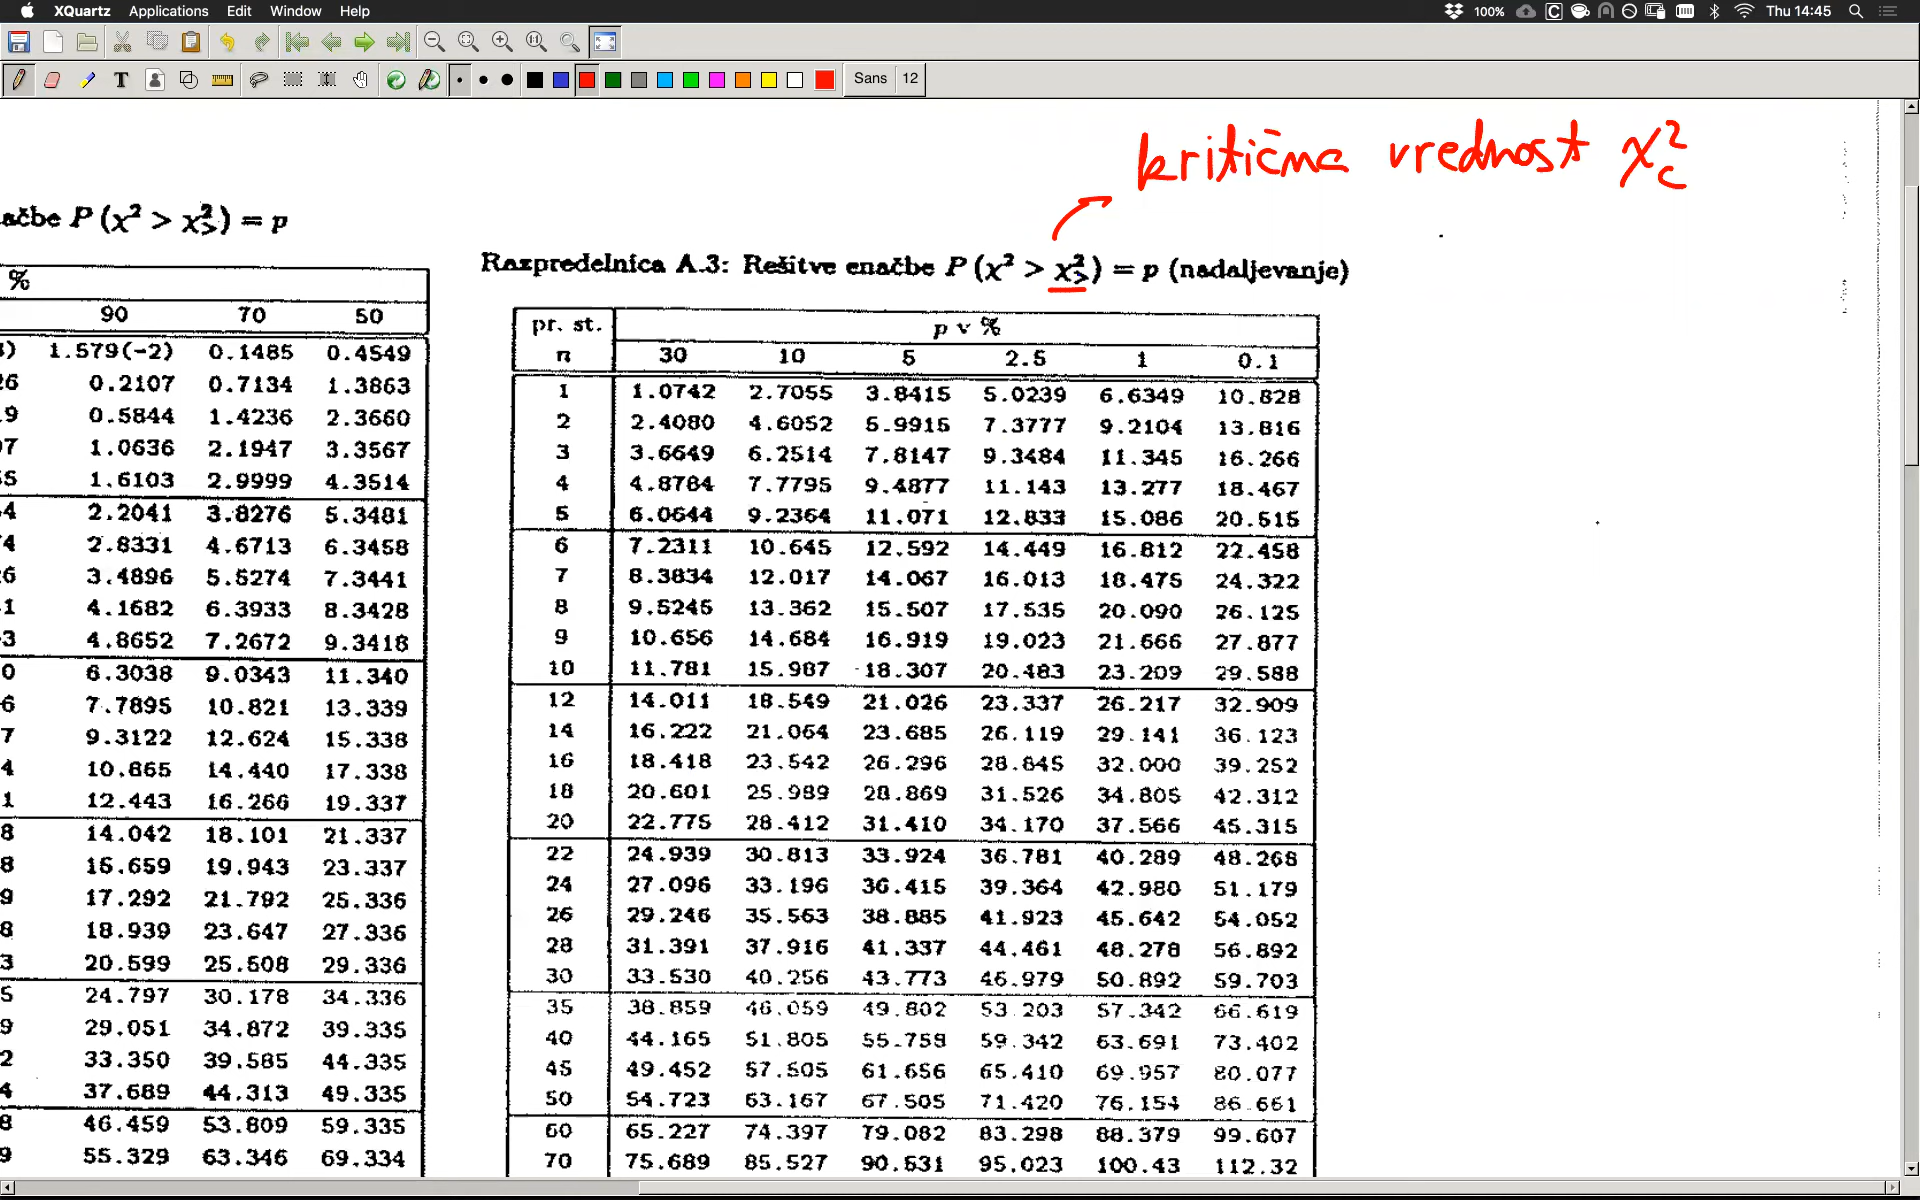 XQuartz Applications Edit Window Help 100% Thu 14:45
T Sans 12
kritična vrednost χ²c
ačbe P (χ² > χ²>) = p
Razpredelnica A.3: Rešitve enačbe P (χ² > χ²>) = p (nadaljevanje)
%
90 70 50
1.579(-2) 0.1485 0.4549
0.2107 0.7134 1.3863
0.5844 1.4236 2.3660
1.0636 2.1947 3.3567
1.6103 2.9999 4.3514
2.2041 3.8276 5.3481
2.8331 4.6713 6.3458
3.4896 5.5274 7.3441
4.1682 6.3933 8.3428
4.8652 7.2672 9.3418
6.3038 9.0343 11.340
7.7895 10.821 13.339
9.3122 12.624 15.338
10.865 14.440 17.338
12.443 16.266 19.337
14.042 18.101 21.337
15.659 19.943 23.337
17.292 21.792 25.336
18.939 23.647 27.336
20.599 25.508 29.336
24.797 30.178 34.336
29.051 34.872 39.335
33.350 39.585 44.335
37.689 44.313 49.335
46.459 53.809 59.335
55.329 63.346 69.334
pr. st. p v %
n 30 10 5 2.5 1 0.1
1 1.0742 2.7055 3.8415 5.0239 6.6349 10.828
2 2.4080 4.6052 5.9915 7.3777 9.2104 13.816
3 3.6649 6.2514 7.8147 9.3484 11.345 16.266
4 4.8784 7.7795 9.4877 11.143 13.277 18.467
5 6.0644 9.2364 11.071 12.833 15.086 20.515
6 7.2311 10.645 12.592 14.449 16.812 22.458
7 8.3834 12.017 14.067 16.013 18.475 24.322
8 9.5245 13.362 15.507 17.535 20.090 26.125
9 10.656 14.684 16.919 19.023 21.666 27.877
10 11.781 15.987 18.307 20.483 23.209 29.588
12 14.011 18.549 21.026 23.337 26.217 32.909
14 16.222 21.064 23.685 26.119 29.141 36.123
16 18.418 23.542 26.296 28.845 32.000 39.252
18 20.601 25.989 28.869 31.526 34.805 42.312
20 22.775 28.412 31.410 34.170 37.566 45.315
22 24.939 30.813 33.924 36.781 40.289 48.268
24 27.096 33.196 36.415 39.364 42.980 51.179
26 29.246 35.563 38.885 41.923 45.642 54.052
28 31.391 37.916 41.337 44.461 48.278 56.892
30 33.530 40.256 43.773 46.979 50.892 59.703
35 38.859 46.059 49.802 53.203 57.342 66.619
40 44.165 51.805 55.758 59.342 63.691 73.402
45 49.452 57.505 61.656 65.410 69.957 80.077
50 54.723 63.167 67.505 71.420 76.154 86.661
60 65.227 74.397 79.082 83.298 88.379 99.607
70 75.689 85.527 90.531 95.023 100.43 112.32